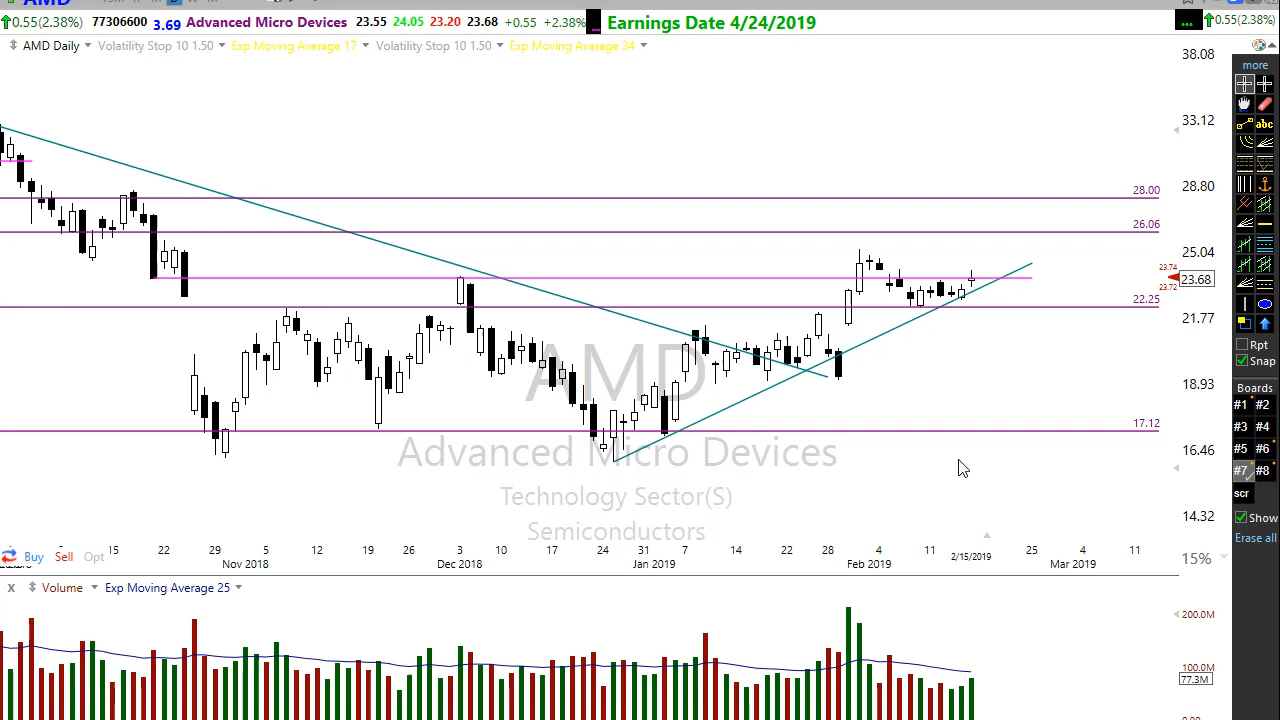 AMD
0.55(2.38%) 77306600 3.69 Advanced Micro Devices 23.55 24.05 23.20 23.68 +0.55 +2.38% ... Earnings Date 4/24/2019 ... 0.55(2.38%)
AMD Daily Volatility Stop 10 1.50 Exp Moving Average 17 Volatility Stop 10 1.50 Exp Moving Average 34
more
38.08
33.12
abc
28.80
28.00
26.06
25.04
23.74
23.68
23.72
22.25
21.77
18.93
17.12
16.46
14.32
AMD
Advanced Micro Devices
Technology Sector(S)
Semiconductors
Rpt
Snap
Boards
#1 #2
#3 #4
#5 #6
#7 #8
scr
Show
Erase all
15 22 29 5 12 19 26 3 10 17 24 31 7 14 22 28 4 11 2/15/2019 25 4 11
Buy Sell Opt
Nov 2018 Dec 2018 Jan 2019 Feb 2019 Mar 2019
15%
x Volume Exp Moving Average 25
200.0M
100.0M
77.3M